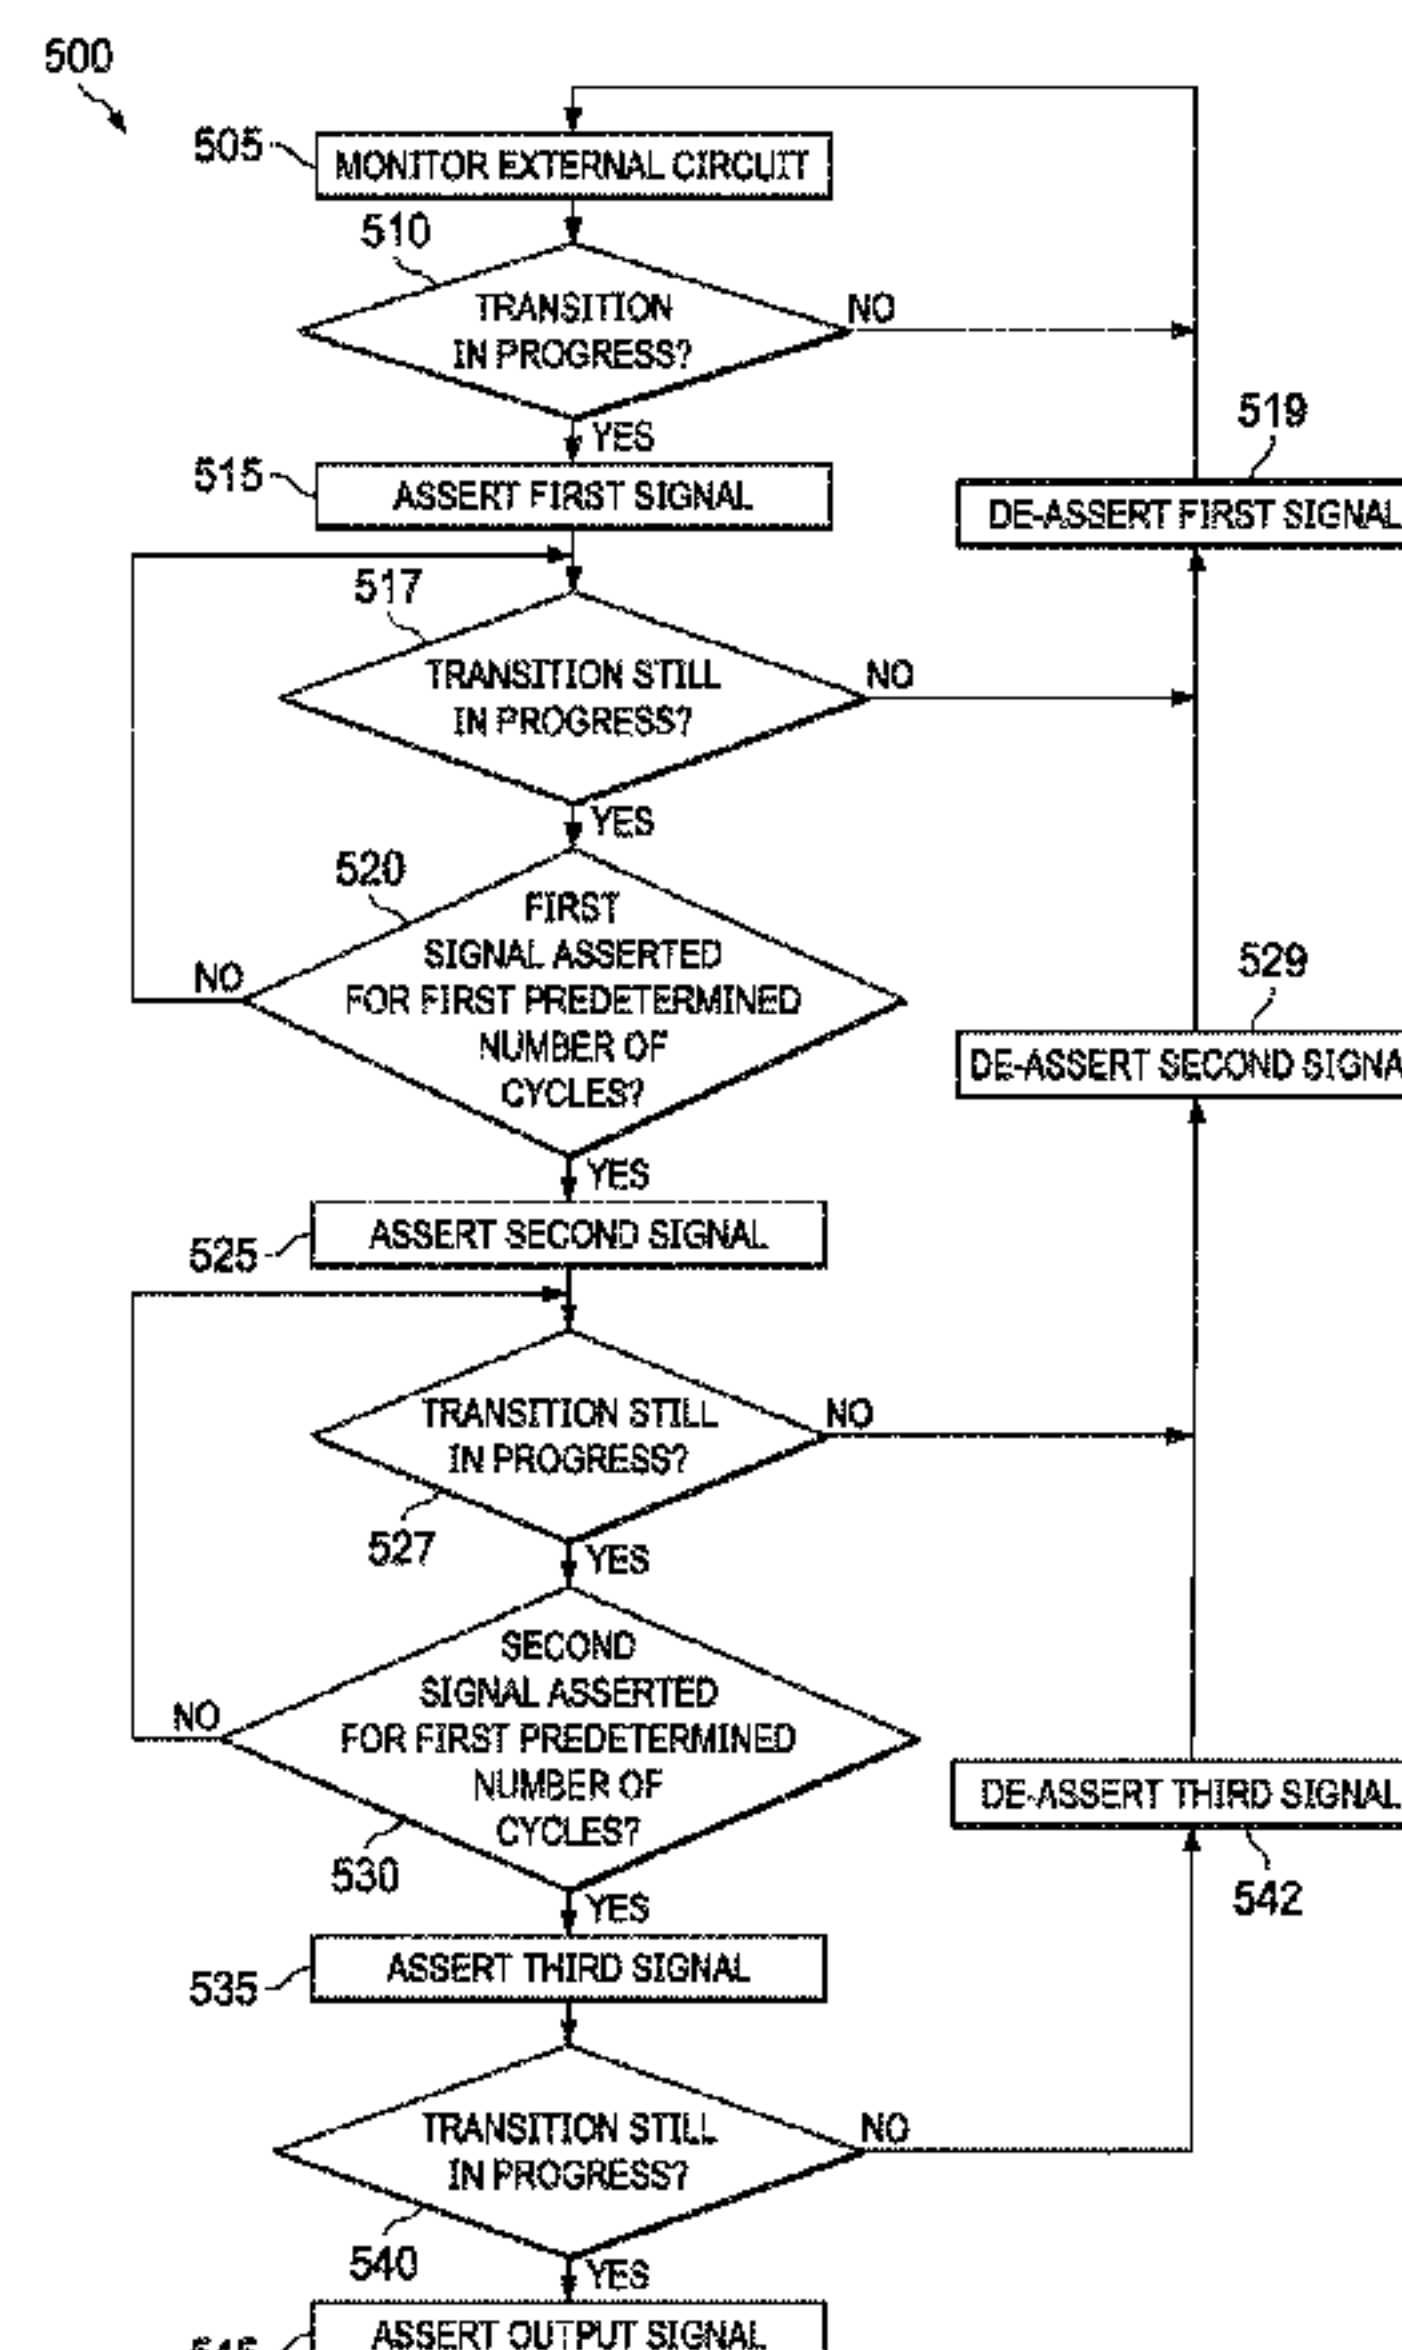 500
505
MONITOR EXTERNAL CIRCUIT
510
TRANSITION
IN PROGRESS?
NO
YES
515
ASSERT FIRST SIGNAL
519
DE-ASSERT FIRST SIGNAL
517
TRANSITION STILL
IN PROGRESS?
NO
YES
520
FIRST
SIGNAL ASSERTED
FOR FIRST PREDETERMINED
NUMBER OF
CYCLES?
NO
YES
529
DE-ASSERT SECOND SIGNA
525
ASSERT SECOND SIGNAL
TRANSITION STILL
IN PROGRESS?
NO
527
YES
SECOND
SIGNAL ASSERTED
FOR FIRST PREDETERMINED
NUMBER OF
CYCLES?
NO
530
YES
DE-ASSERT THIRD SIGNAL
542
535
ASSERT THIRD SIGNAL
TRANSITION STILL
IN PROGRESS?
NO
540
YES
ASSERT OUTPUT SIGNAL